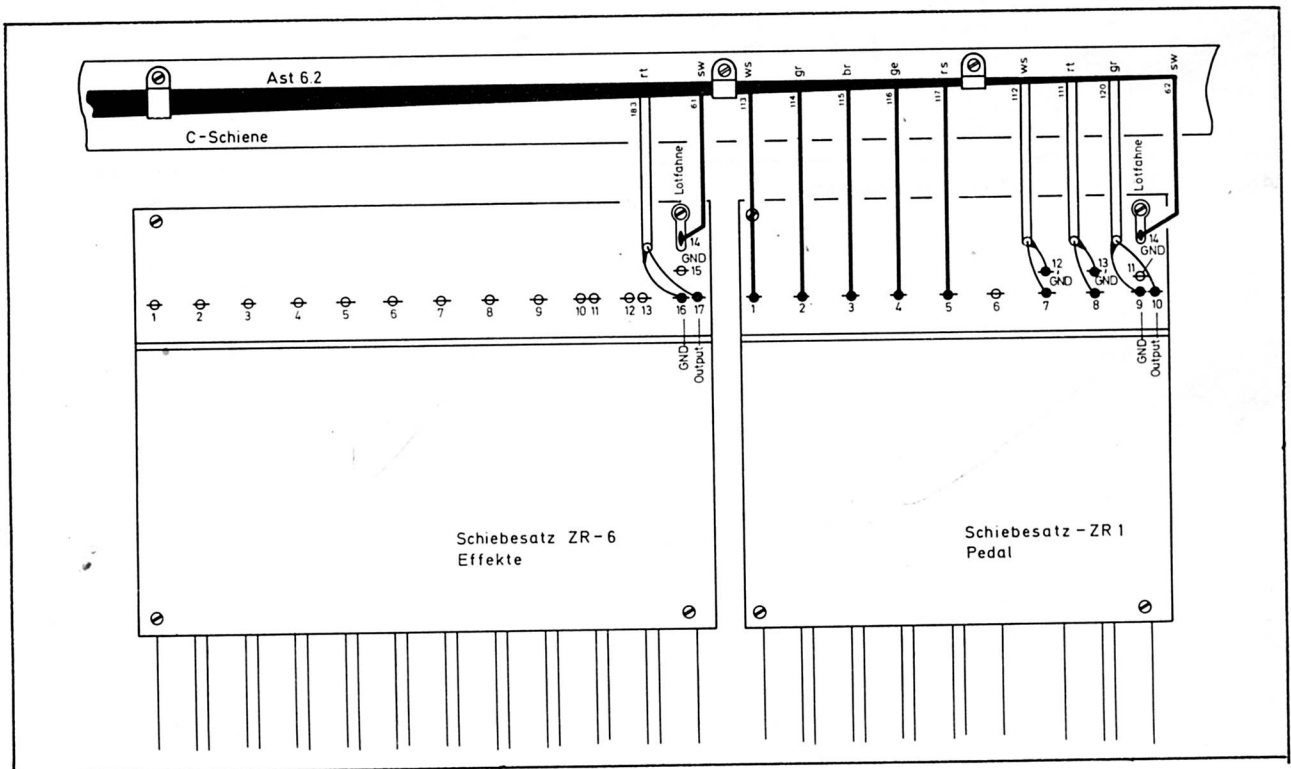 Ast 6.2
C-Schiene
rt
sw
ws
gr
br
ge
rs
ws
rt
gr
sw
183
61
113
114
115
116
117
112
111
120
62
Lötfahne
Lötfahne
14
GND
15
1
2
3
4
5
6
7
8
9
10
11
12
13
16
17
GND
Output
1
2
3
4
5
6
7
8
9
10
12
GND
13
GND
11
14
GND
GND
Output
Schiebesatz ZR-6
Effekte
Schiebesatz - ZR 1
Pedal